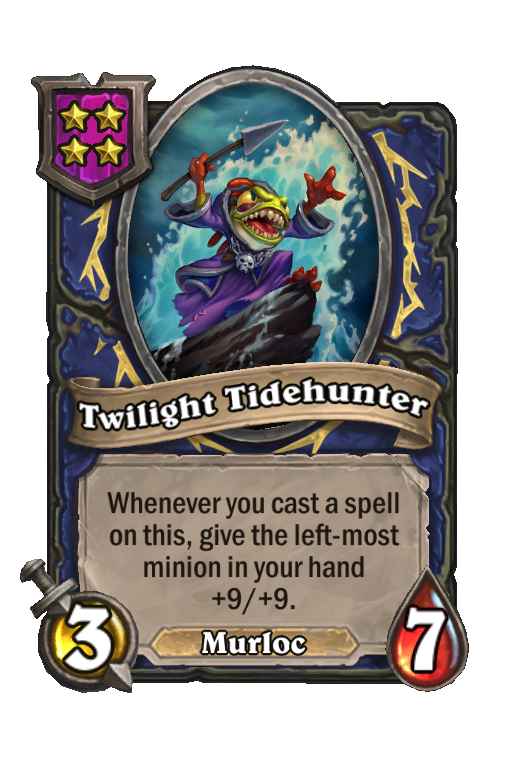 Twilight Tidehunter
Whenever you cast a spell
on this, give the left-most
minion in your hand
+9/+9.
3
Murloc
7